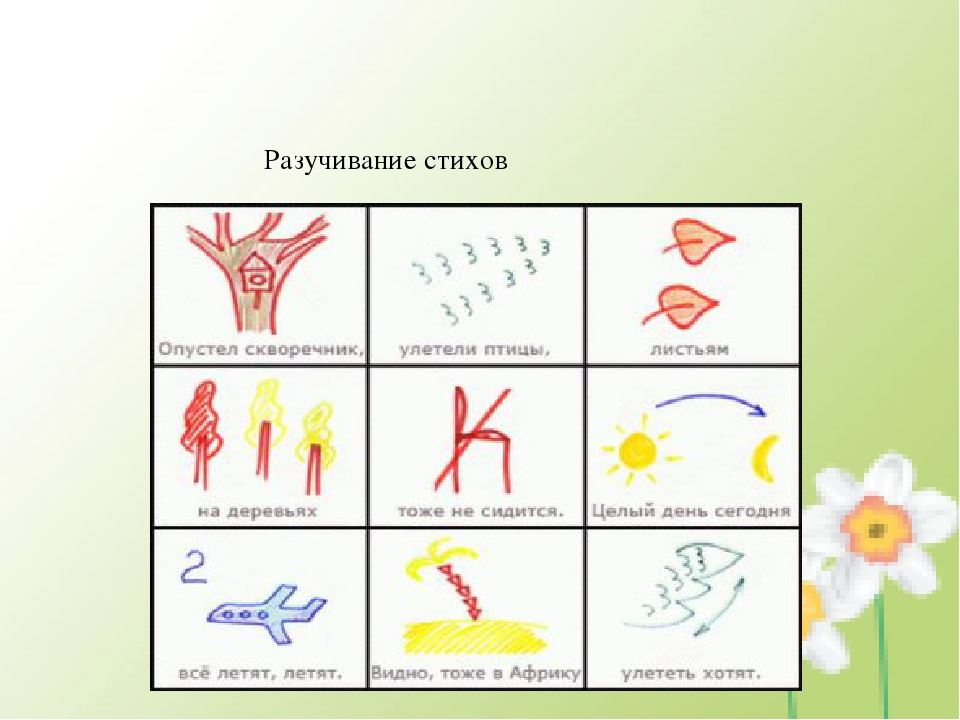 Разучивание стихов
Опустел скворечник,
улетели птицы,
листьям
на деревьях
тоже не сидится.
Целый день сегодня
2
всё летят, летят.
Видно, тоже в Африку
улететь хотят.